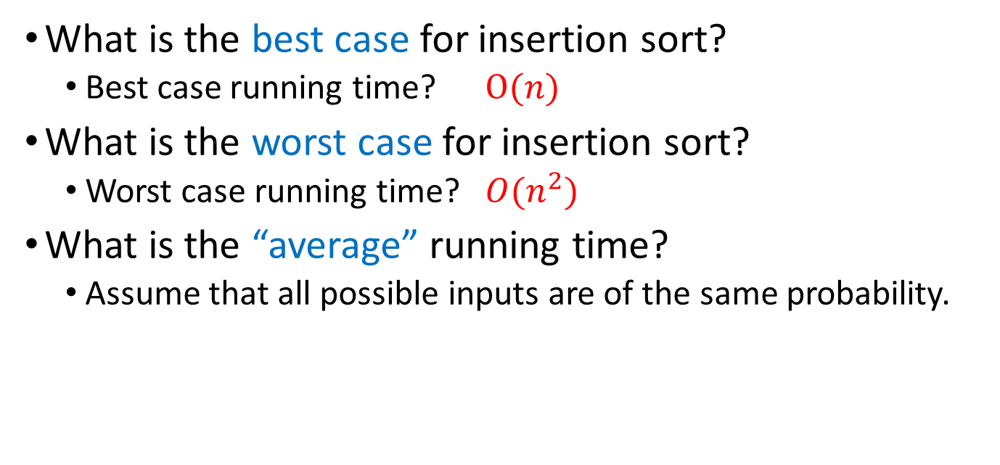 • What is the best case for insertion sort?
• Best case running time? O(n)
• What is the worst case for insertion sort?
• Worst case running time? O(n²)
• What is the “average” running time?
• Assume that all possible inputs are of the same probability.